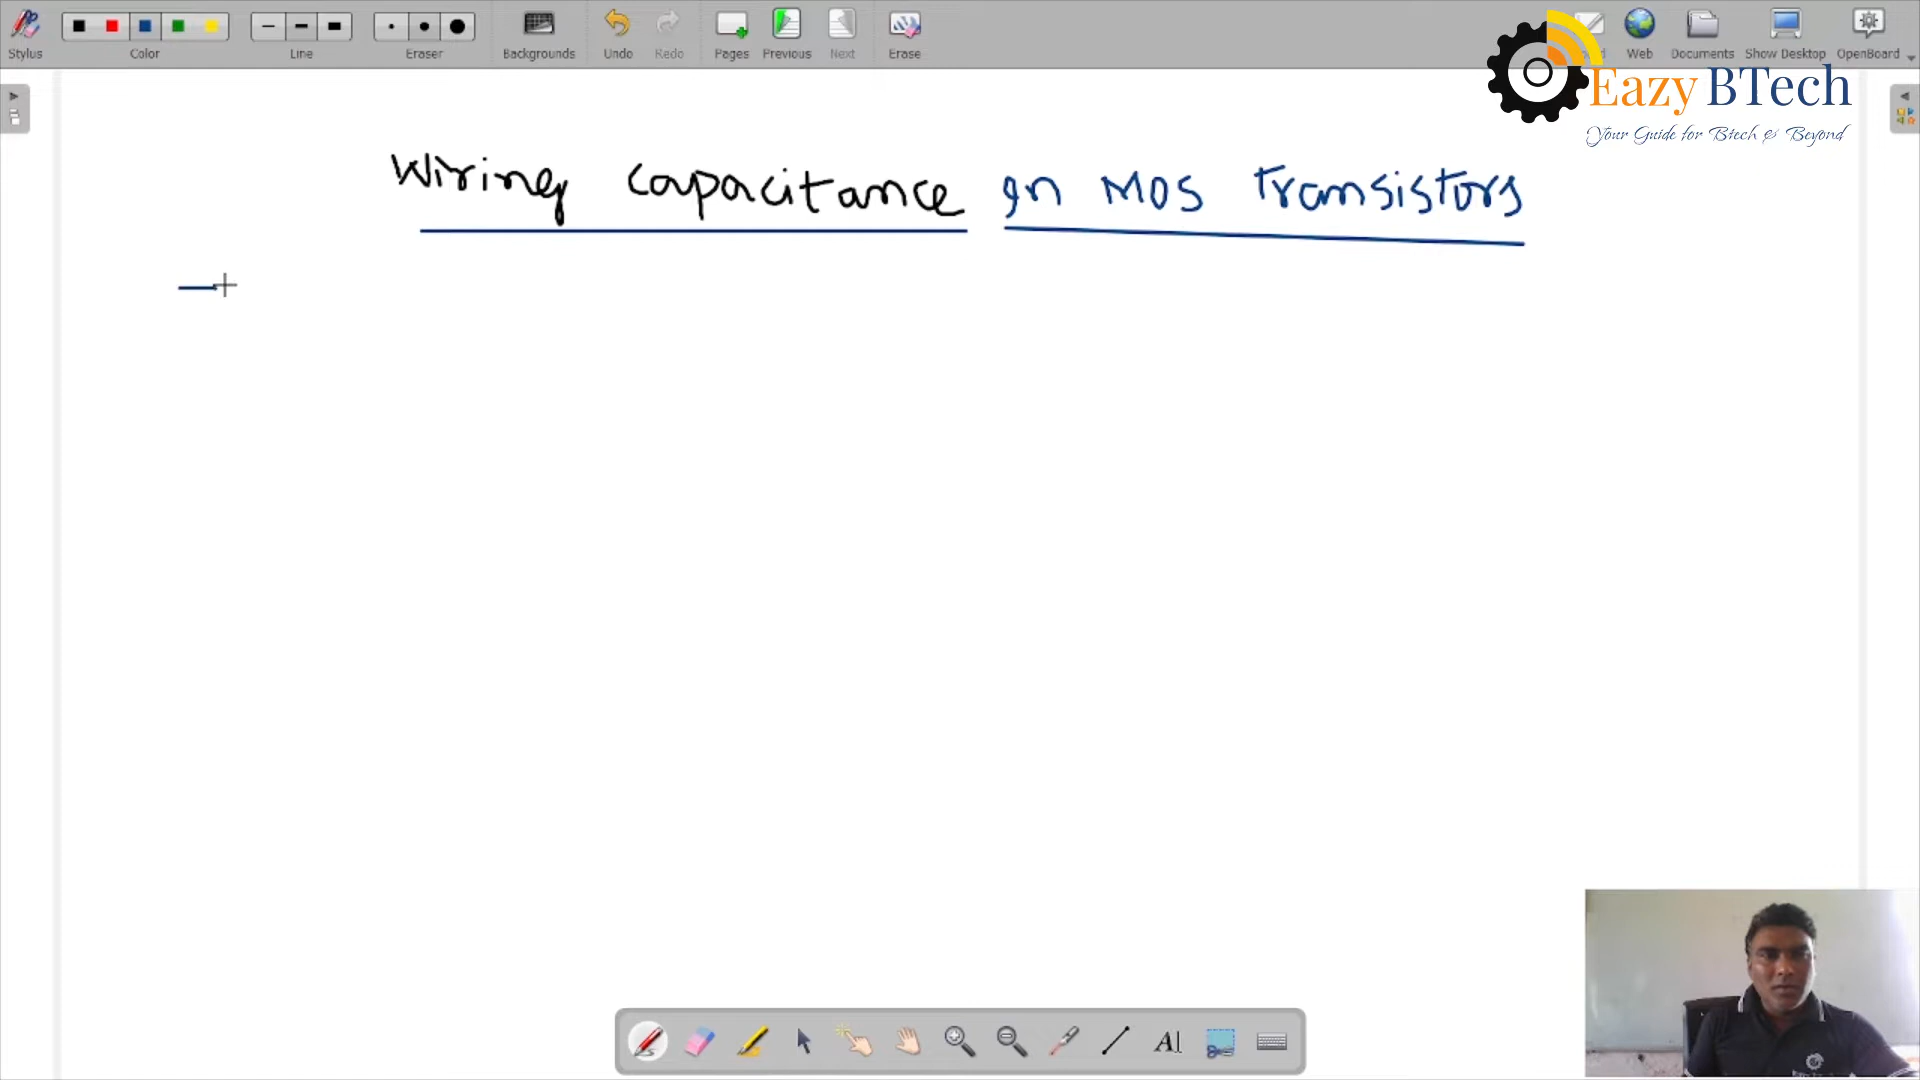 Stylus Color Line Eraser Backgrounds Undo Redo Pages Previous Next Erase Web Documents Show Desktop OpenBoard
Eazy BTech
Your Guide for Btech & Beyond
Wiring capacitance in MOS transistors
AI